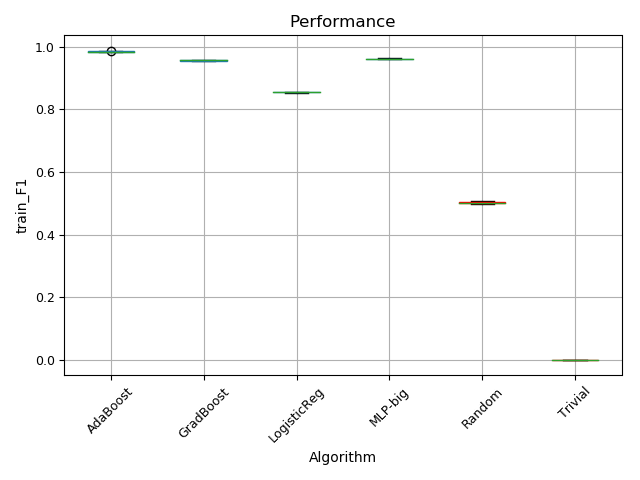 Performance
train_F1
1.0
0.8
0.6
0.4
0.2
0.0
AdaBoost
GradBoost
LogisticReg
MLP-big
Random
Trivial
Algorithm